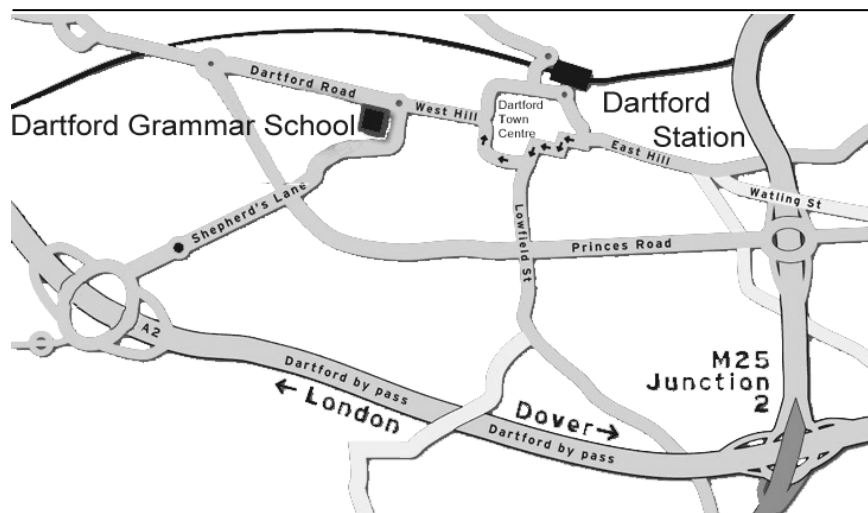 Dartford Road
Dartford Grammar School
West Hill
Dartford
Town
Centre
Dartford
Station
East Hill
Watling St
Shepherd's Lane
Lowfield St
Princes Road
A2
Dartford by pass
← London
Dover→
Dartford by pass
M25
Junction
2